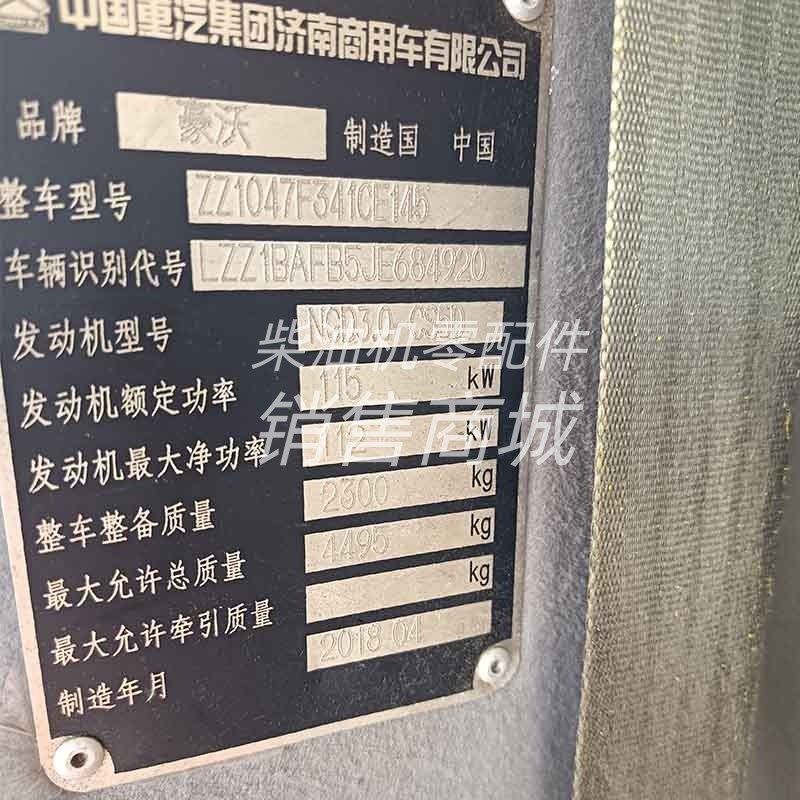 中国重汽集团济南商用车有限公司
品牌 豪沃 制造国 中国
整车型号 ZZ1047F341CE145
车辆识别代号 LZZ1BAFB5JE684920
发动机型号
柴油机零配件
发动机额定功率 115 kW
销售商城
发动机最大净功率 kW
整车整备质量 2300 kg
最大允许总质量 4495 kg
最大允许牵引质量 kg
制造年月 2018 04